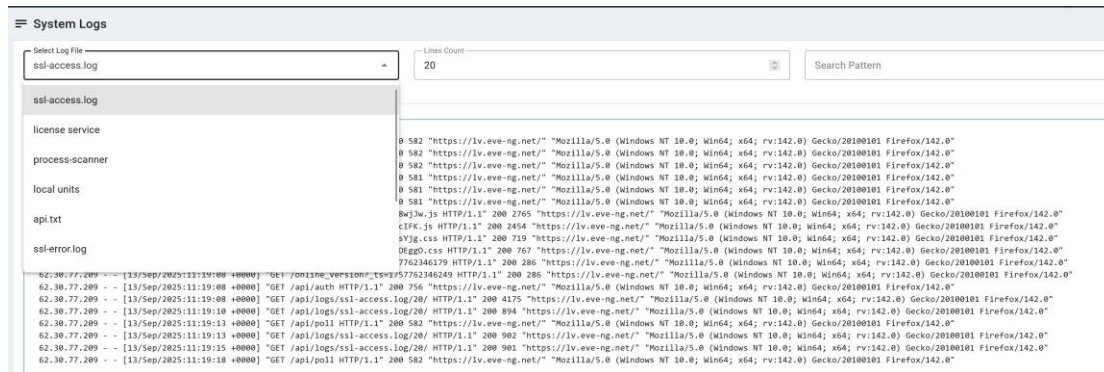 System Logs
Select Log File
ssl-access.log
Lines Count
20
Search Pattern
ssl-access.log
license service
process-scanner
local units
api.txt
ssl-error.log
0 582 "https://lv.eve-ng.net/" "Mozilla/5.0 (Windows NT 10.0; Win64; x64; rv:142.0) Gecko/20100101 Firefox/142.0"
0 582 "https://lv.eve-ng.net/" "Mozilla/5.0 (Windows NT 10.0; Win64; x64; rv:142.0) Gecko/20100101 Firefox/142.0"
0 582 "https://lv.eve-ng.net/" "Mozilla/5.0 (Windows NT 10.0; Win64; x64; rv:142.0) Gecko/20100101 Firefox/142.0"
0 581 "https://lv.eve-ng.net/" "Mozilla/5.0 (Windows NT 10.0; Win64; x64; rv:142.0) Gecko/20100101 Firefox/142.0"
0 581 "https://lv.eve-ng.net/" "Mozilla/5.0 (Windows NT 10.0; Win64; x64; rv:142.0) Gecko/20100101 Firefox/142.0"
0 581 "https://lv.eve-ng.net/" "Mozilla/5.0 (Windows NT 10.0; Win64; x64; rv:142.0) Gecko/20100101 Firefox/142.0"
HTTP/1.1" 200 2765 "https://lv.eve-ng.net/" "Mozilla/5.0 (Windows NT 10.0; Win64; x64; rv:142.0) Gecko/20100101 Firefox/142.0"
HTTP/1.1" 200 2454 "https://lv.eve-ng.net/" "Mozilla/5.0 (Windows NT 10.0; Win64; x64; rv:142.0) Gecko/20100101 Firefox/142.0"
HTTP/1.1" 200 719 "https://lv.eve-ng.net/" "Mozilla/5.0 (Windows NT 10.0; Win64; x64; rv:142.0) Gecko/20100101 Firefox/142.0"
HTTP/1.1" 200 767 "https://lv.eve-ng.net/" "Mozilla/5.0 (Windows NT 10.0; Win64; x64; rv:142.0) Gecko/20100101 Firefox/142.0"
7762346179 HTTP/1.1" 200 286 "https://lv.eve-ng.net/" "Mozilla/5.0 (Windows NT 10.0; Win64; x64; rv:142.0) Gecko/20100101 Firefox/142.0"
62.30.77.209 - - [13/Sep/2025:11:19:08 +0000] "GET /online_version?_ts=1757762346249 HTTP/1.1" 200 286 "https://lv.eve-ng.net/" "Mozilla/5.0 (Windows NT 10.0; Win64; x64; rv:142.0) Gecko/20100101 Firefox/142.0"
62.30.77.209 - - [13/Sep/2025:11:19:08 +0000] "GET /api/auth HTTP/1.1" 200 756 "https://lv.eve-ng.net/" "Mozilla/5.0 (Windows NT 10.0; Win64; x64; rv:142.0) Gecko/20100101 Firefox/142.0"
62.30.77.209 - - [13/Sep/2025:11:19:08 +0000] "GET /api/logs/ssl-access.log/20/ HTTP/1.1" 200 4175 "https://lv.eve-ng.net/" "Mozilla/5.0 (Windows NT 10.0; Win64; x64; rv:142.0) Gecko/20100101 Firefox/142.0"
62.30.77.209 - - [13/Sep/2025:11:19:10 +0000] "GET /api/logs/ssl-access.log/20/ HTTP/1.1" 200 894 "https://lv.eve-ng.net/" "Mozilla/5.0 (Windows NT 10.0; Win64; x64; rv:142.0) Gecko/20100101 Firefox/142.0"
62.30.77.209 - - [13/Sep/2025:11:19:13 +0000] "GET /api/poll HTTP/1.1" 200 582 "https://lv.eve-ng.net/" "Mozilla/5.0 (Windows NT 10.0; Win64; x64; rv:142.0) Gecko/20100101 Firefox/142.0"
62.30.77.209 - - [13/Sep/2025:11:19:13 +0000] "GET /api/logs/ssl-access.log/20/ HTTP/1.1" 200 902 "https://lv.eve-ng.net/" "Mozilla/5.0 (Windows NT 10.0; Win64; x64; rv:142.0) Gecko/20100101 Firefox/142.0"
62.30.77.209 - - [13/Sep/2025:11:19:15 +0000] "GET /api/logs/ssl-access.log/20/ HTTP/1.1" 200 901 "https://lv.eve-ng.net/" "Mozilla/5.0 (Windows NT 10.0; Win64; x64; rv:142.0) Gecko/20100101 Firefox/142.0"
62.30.77.209 - - [13/Sep/2025:11:19:18 +0000] "GET /api/poll HTTP/1.1" 200 582 "https://lv.eve-ng.net/" "Mozilla/5.0 (Windows NT 10.0; Win64; x64; rv:142.0) Gecko/20100101 Firefox/142.0"